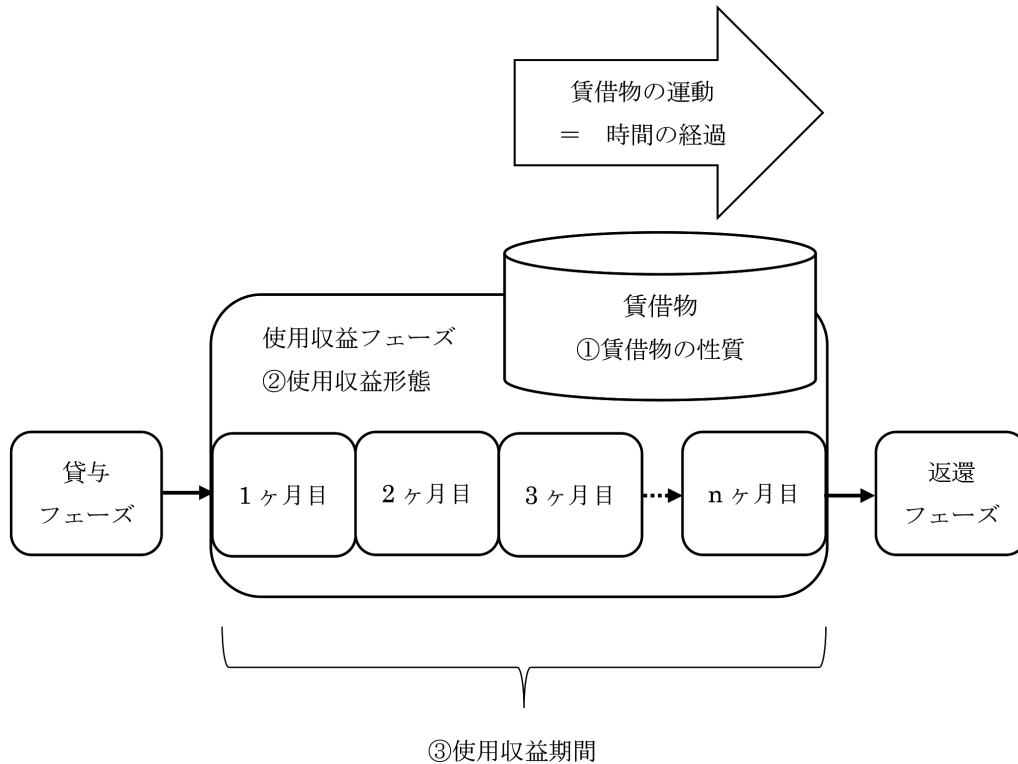 賃借物の運動
＝　時間の経過
賃借物
①賃借物の性質
使用収益フェーズ
②使用収益形態
貸与
フェーズ
1ヶ月目
2ヶ月目
3ヶ月目
nヶ月目
返還
フェーズ
③使用収益期間